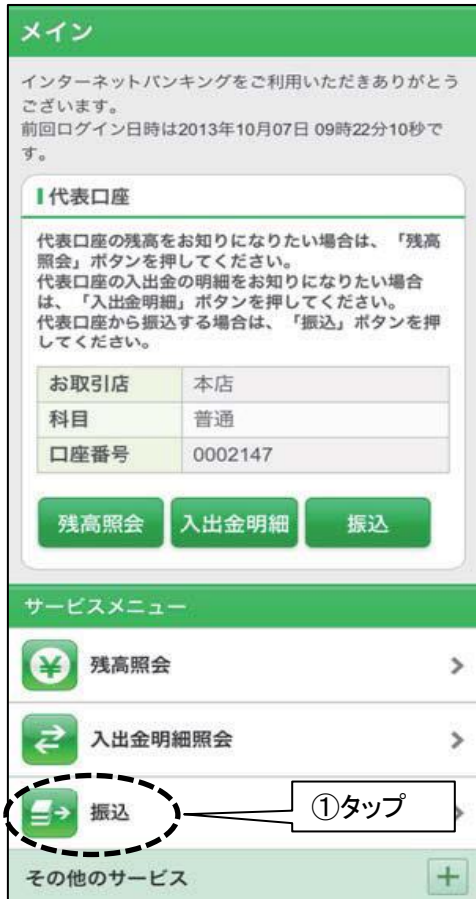 メイン
インターネットバンキングをご利用いただきありがとう
ございます。
前回ログイン日時は2013年10月07日 09時22分10秒で
す。
代表口座
代表口座の残高をお知りになりたい場合は、「残高
照会」ボタンを押してください。
代表口座の入出金の明細をお知りになりたい場合
は、「入出金明細」ボタンを押してください。
代表口座から振込する場合は、「振込」ボタンを押
してください。
お取引店 本店
科目 普通
口座番号 0002147
残高照会 入出金明細 振込
サービスメニュー
¥ 残高照会
入出金明細照会
振込 ①タップ
その他のサービス